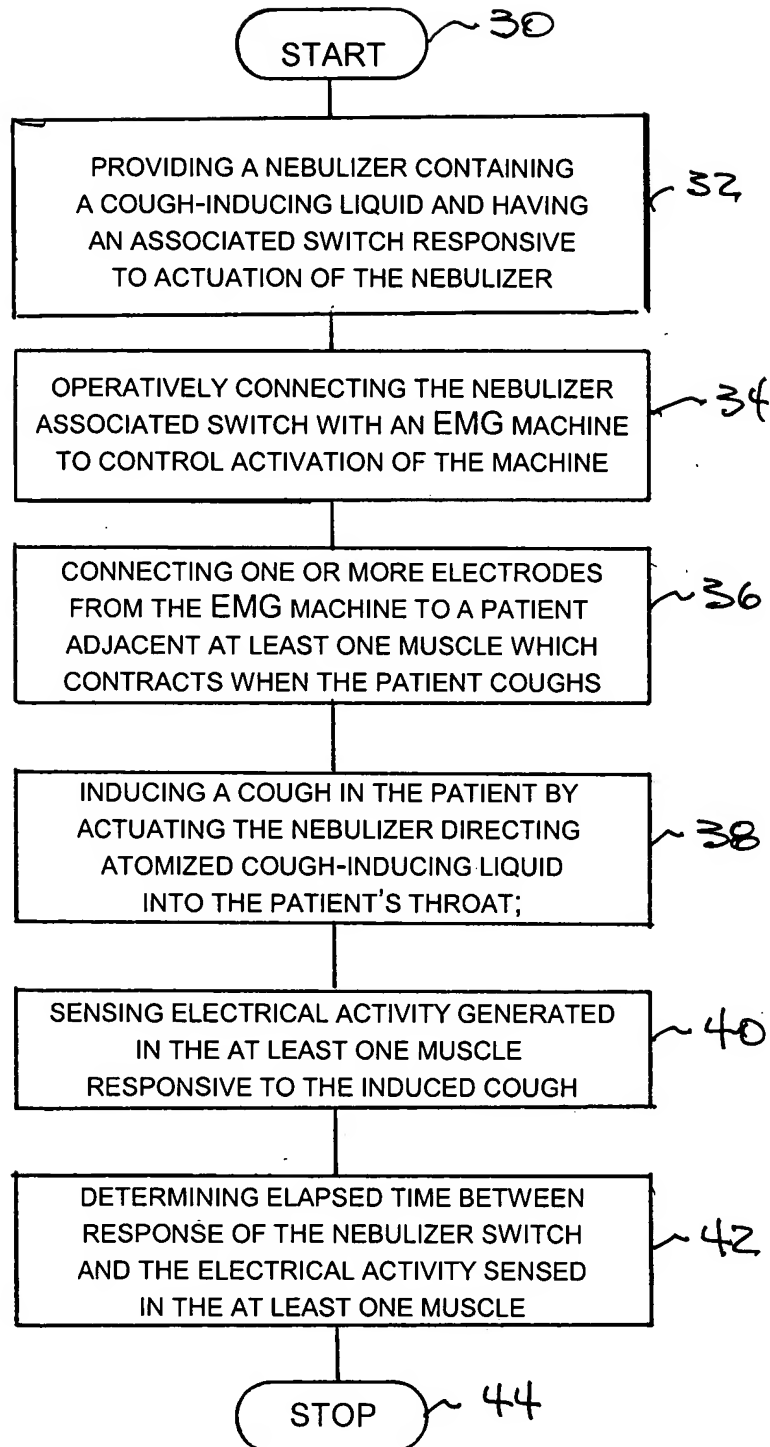 START
30
PROVIDING A NEBULIZER CONTAINING
A COUGH-INDUCING LIQUID AND HAVING
AN ASSOCIATED SWITCH RESPONSIVE
TO ACTUATION OF THE NEBULIZER
32
OPERATIVELY CONNECTING THE NEBULIZER
ASSOCIATED SWITCH WITH AN EMG MACHINE
TO CONTROL ACTIVATION OF THE MACHINE
34
CONNECTING ONE OR MORE ELECTRODES
FROM THE EMG MACHINE TO A PATIENT
ADJACENT AT LEAST ONE MUSCLE WHICH
CONTRACTS WHEN THE PATIENT COUGHS
36
INDUCING A COUGH IN THE PATIENT BY
ACTUATING THE NEBULIZER DIRECTING
ATOMIZED COUGH-INDUCING LIQUID
INTO THE PATIENT'S THROAT;
38
SENSING ELECTRICAL ACTIVITY GENERATED
IN THE AT LEAST ONE MUSCLE
RESPONSIVE TO THE INDUCED COUGH
40
DETERMINING ELAPSED TIME BETWEEN
RESPONSE OF THE NEBULIZER SWITCH
AND THE ELECTRICAL ACTIVITY SENSED
IN THE AT LEAST ONE MUSCLE
42
STOP
44